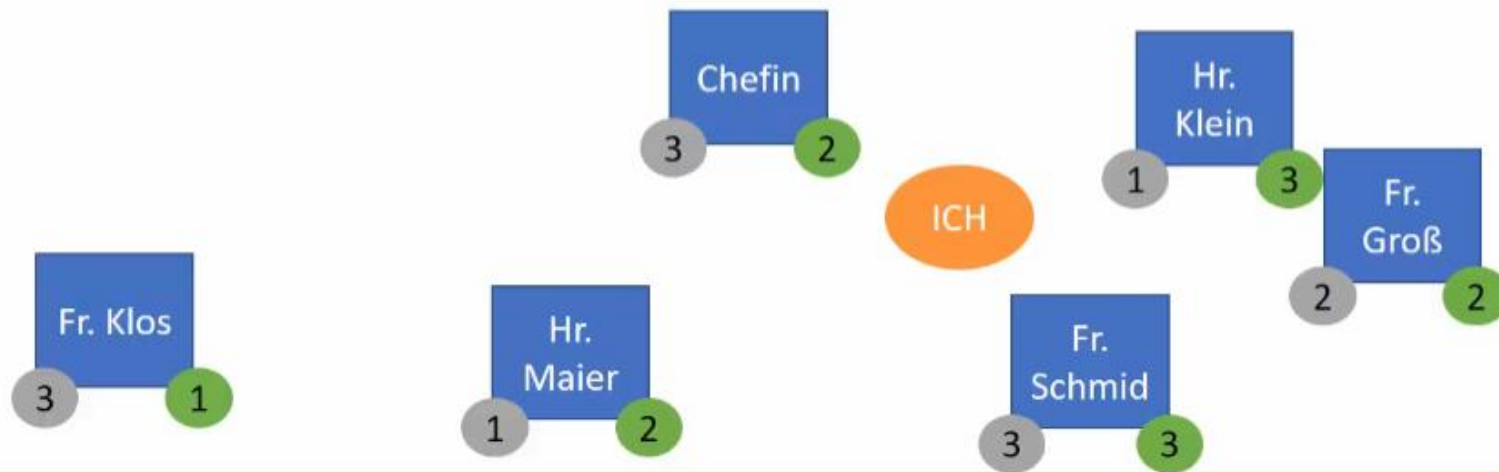 Chefin
3
2
Hr.
Klein
1
3
ICH
Fr.
Groß
2
2
Fr. Klos
3
1
Hr.
Maier
1
2
Fr.
Schmid
3
3